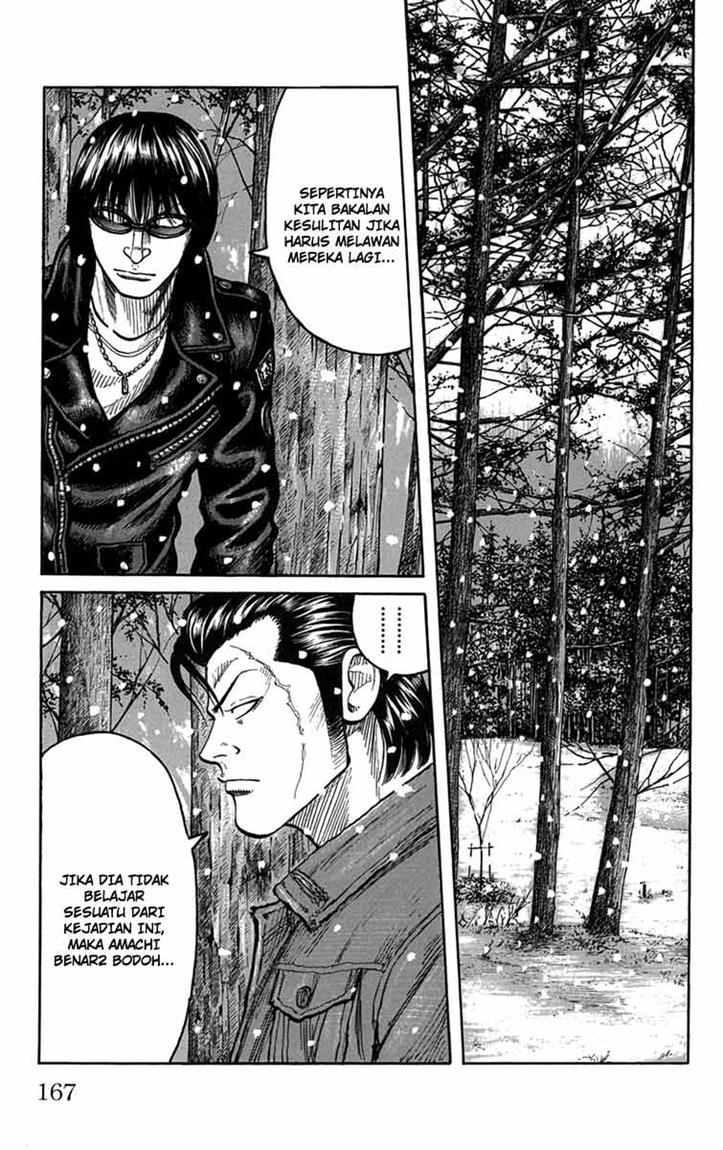 SEPERTINYA
KITA BAKALAN
KESULITAN JIKA
HARUS MELAWAN
MEREKA LAGI...
.......
.......
JIKA DIA TIDAK
BELAJAR
SESUATU DARI
KEJADIAN INI,
MAKA AMACHI
BENAR2 BODOH...
167